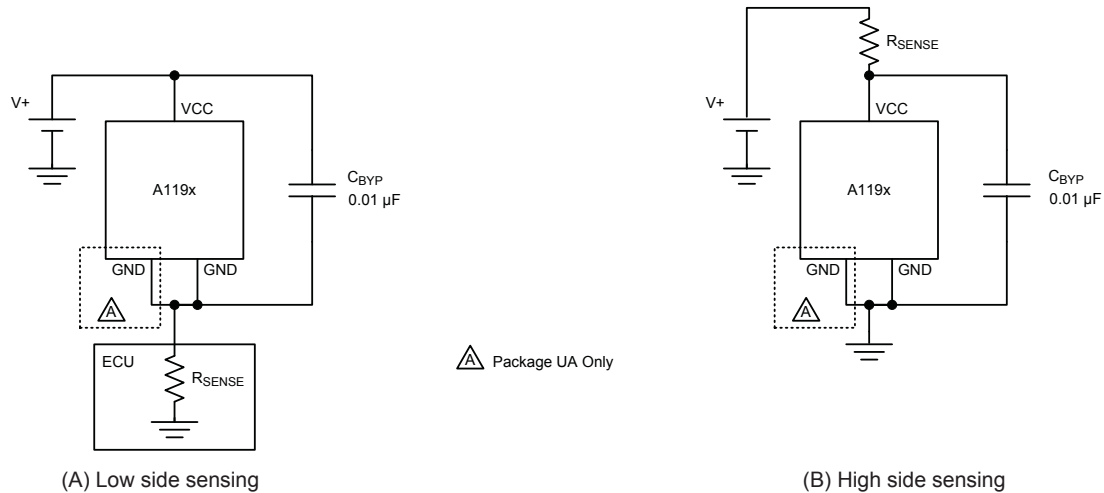 V+
VCC
A119x
CBYP
0.01 µF
GND
GND
A
ECU
RSENSE
(A) Low side sensing
A Package UA Only
RSENSE
V+
VCC
A119x
CBYP
0.01 µF
GND
GND
A
(B) High side sensing